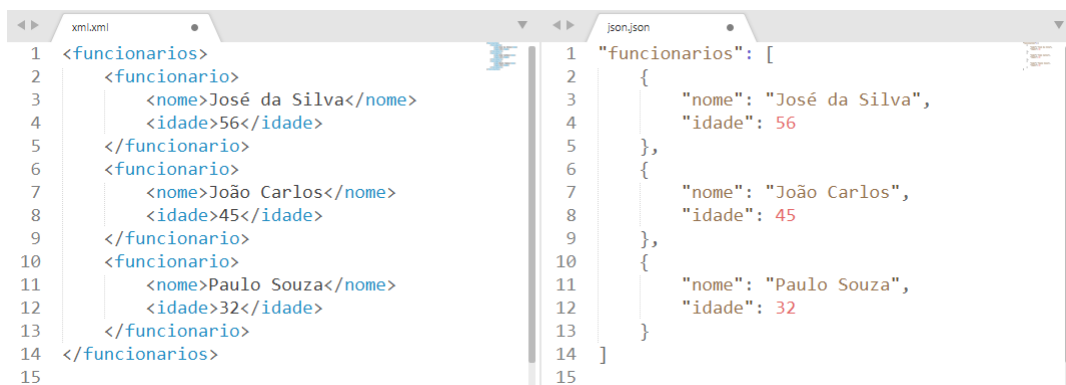 xml.xml
1 <funcionarios>
2     <funcionario>
3         <nome>José da Silva</nome>
4         <idade>56</idade>
5     </funcionario>
6     <funcionario>
7         <nome>João Carlos</nome>
8         <idade>45</idade>
9     </funcionario>
10     <funcionario>
11         <nome>Paulo Souza</nome>
12         <idade>32</idade>
13     </funcionario>
14 </funcionarios>
15
json.json
1 "funcionarios": [
2     {
3         "nome": "José da Silva",
4         "idade": 56
5     },
6     {
7         "nome": "João Carlos",
8         "idade": 45
9     },
10     {
11         "nome": "Paulo Souza",
12         "idade": 32
13     }
14 ]
15